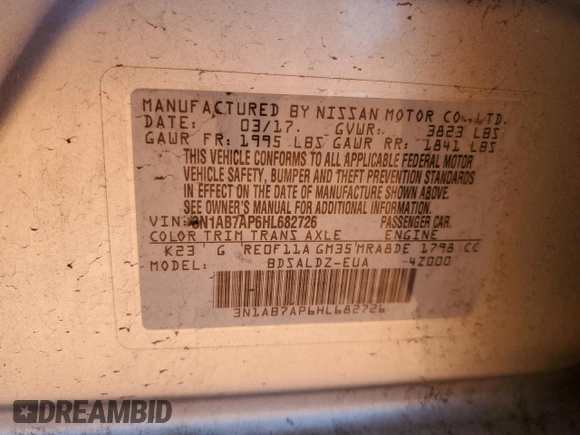 MANUFACTURED BY NISSAN MOTOR CO., LTD.
DATE: 03/17. GVWR: 3823 LBS
GAWR FR: 1995 LBS GAWR RR: 1841 LBS
THIS VEHICLE CONFORMS TO ALL APPLICABLE FEDERAL MOTOR
VEHICLE SAFETY, BUMPER AND THEFT PREVENTION STANDARDS
IN EFFECT ON THE DATE OF MANUFACTURE SHOWN ABOVE.
SEE OWNER'S MANUAL FOR ADDITIONAL INFORMATION.
VIN: 3N1AB7AP6HL682726 PASSENGER CAR.
COLOR TRIM TRANS AXLE ENGINE
K23 G RE0F11A GM35 MRA8DE 1798 CC
MODEL: BDSALDZ-EUA -4Z000
3N1AB7AP6HL682726
DREAMBID